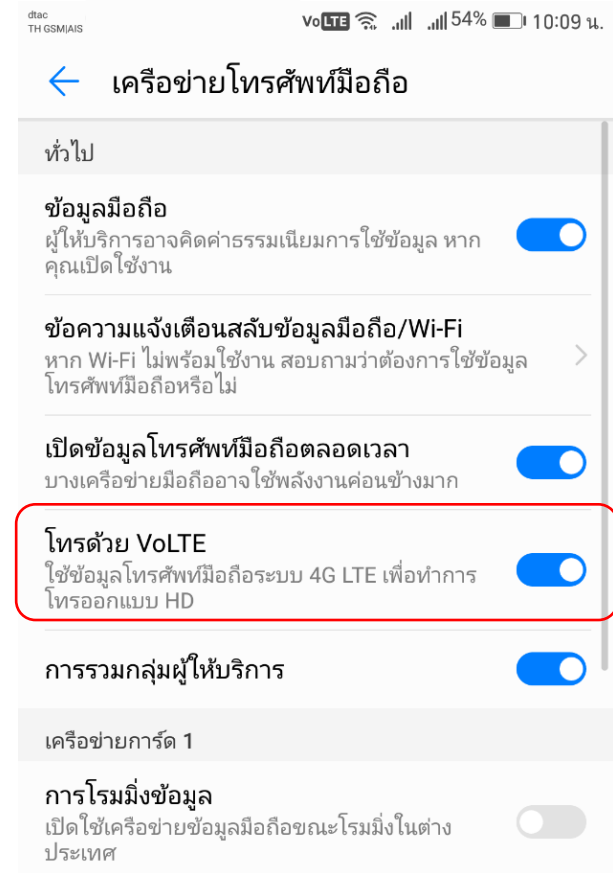 dtac
TH GSM|AIS
VoLTE 54% 10:09 น.
เครือข่ายโทรศัพท์มือถือ
ทั่วไป
ข้อมูลมือถือ
ผู้ให้บริการอาจคิดค่าธรรมเนียมการใช้ข้อมูล หาก
คุณเปิดใช้งาน
ข้อความแจ้งเตือนสลับข้อมูลมือถือ/Wi-Fi
หาก Wi-Fi ไม่พร้อมใช้งาน สอบถามว่าต้องการใช้ข้อมูล
โทรศัพท์มือถือหรือไม่
เปิดข้อมูลโทรศัพท์มือถือตลอดเวลา
บางเครือข่ายมือถืออาจใช้พลังงานค่อนข้างมาก
โทรด้วย VoLTE
ใช้ข้อมูลโทรศัพท์มือถือระบบ 4G LTE เพื่อทำการ
โทรออกแบบ HD
การรวมกลุ่มผู้ให้บริการ
เครือข่ายการ์ด 1
การโรมมิ่งข้อมูล
เปิดใช้เครือข่ายข้อมูลมือถือขณะโรมมิ่งในต่าง
ประเทศ